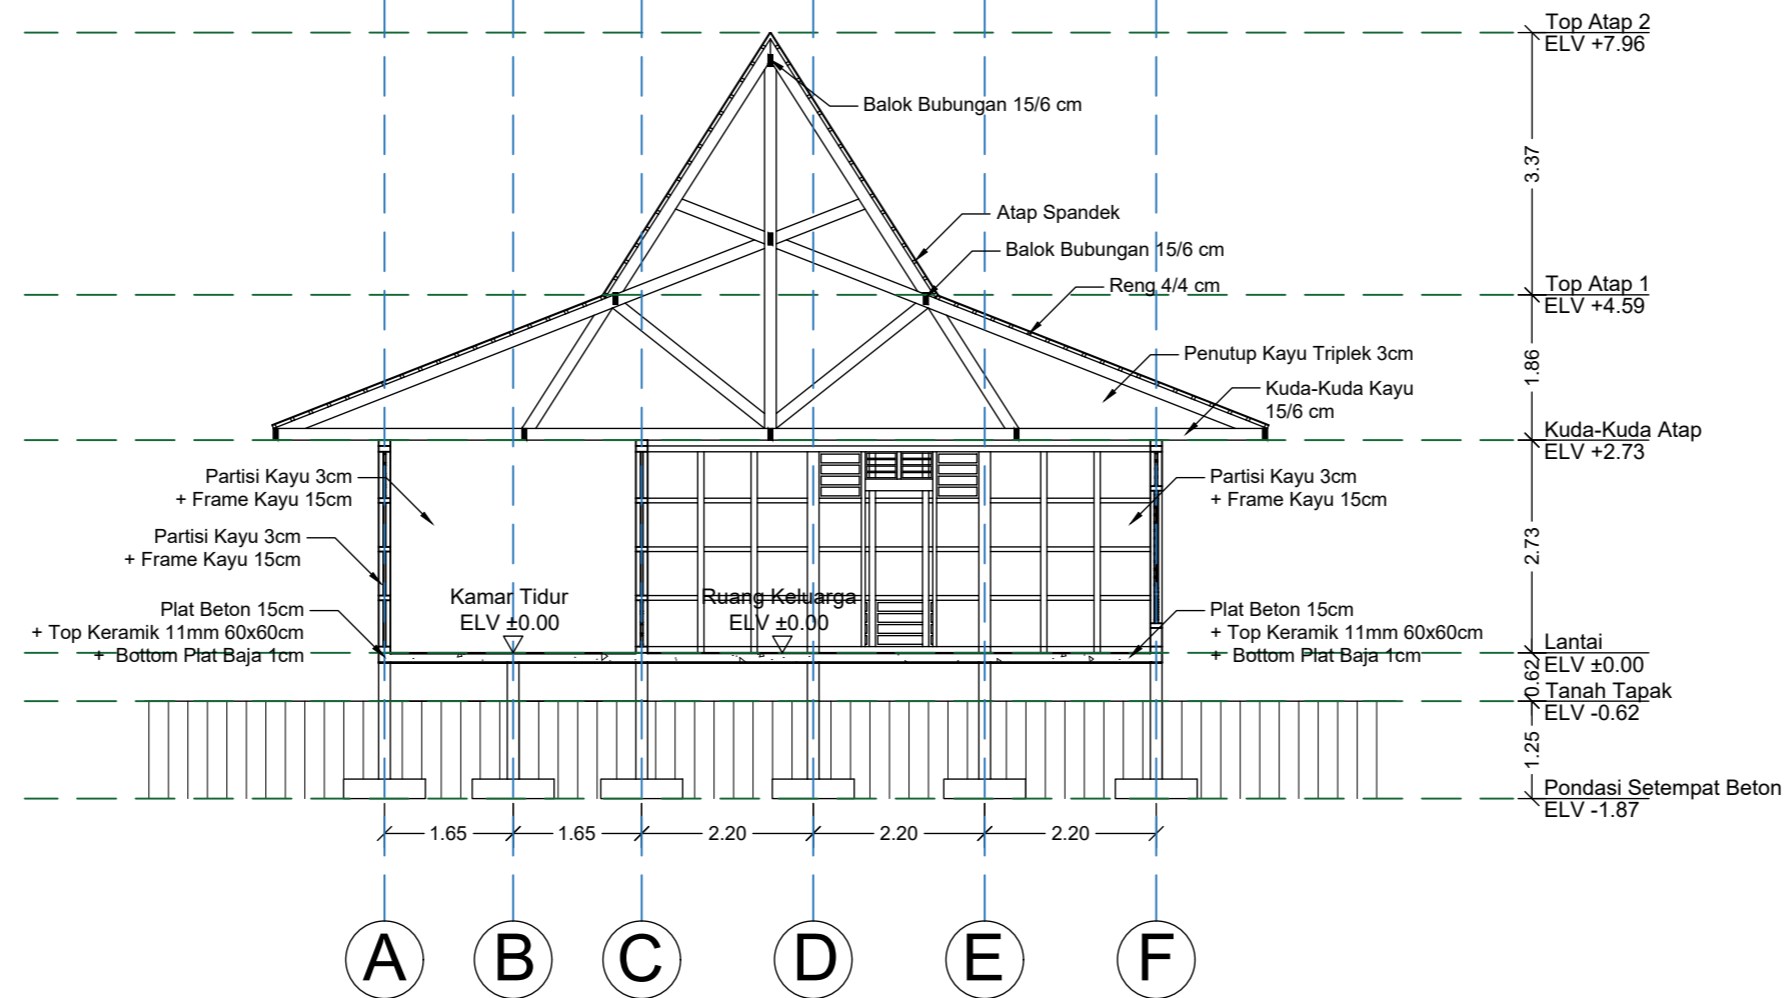 Top Atap 2
ELV +7.96
Balok Bubungan 15/6 cm
3.37
Atap Spandek
Balok Bubungan 15/6 cm
Reng 4/4 cm
Top Atap 1
ELV +4.59
Penutup Kayu Triplek 3cm
1.86
Kuda-Kuda Kayu
15/6 cm
Kuda-Kuda Atap
ELV +2.73
Partisi Kayu 3cm
+ Frame Kayu 15cm
Partisi Kayu 3cm
+ Frame Kayu 15cm
Partisi Kayu 3cm
+ Frame Kayu 15cm
2.73
Kamar Tidur
ELV ±0.00
Ruang Keluarga
ELV ±0.00
Plat Beton 15cm
+ Top Keramik 11mm 60x60cm
+ Bottom Plat Baja 1cm
Plat Beton 15cm
+ Top Keramik 11mm 60x60cm
+ Bottom Plat Baja 1cm
Lantai
ELV ±0.00
0.62
Tanah Tapak
ELV -0.62
1.25
Pondasi Setempat Beton
ELV -1.87
1.65
1.65
2.20
2.20
2.20
A
B
C
D
E
F